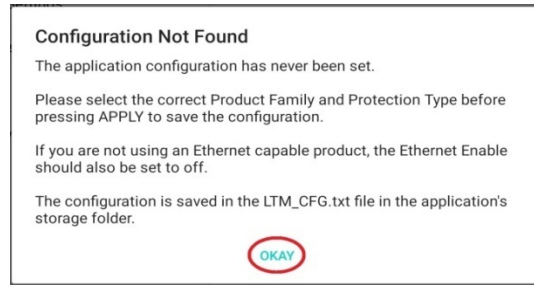 Configuration Not Found
The application configuration has never been set.
Please select the correct Product Family and Protection Type before
pressing APPLY to save the configuration.
If you are not using an Ethernet capable product, the Ethernet Enable
should also be set to off.
The configuration is saved in the LTM_CFG.txt file in the application's
storage folder.
OKAY